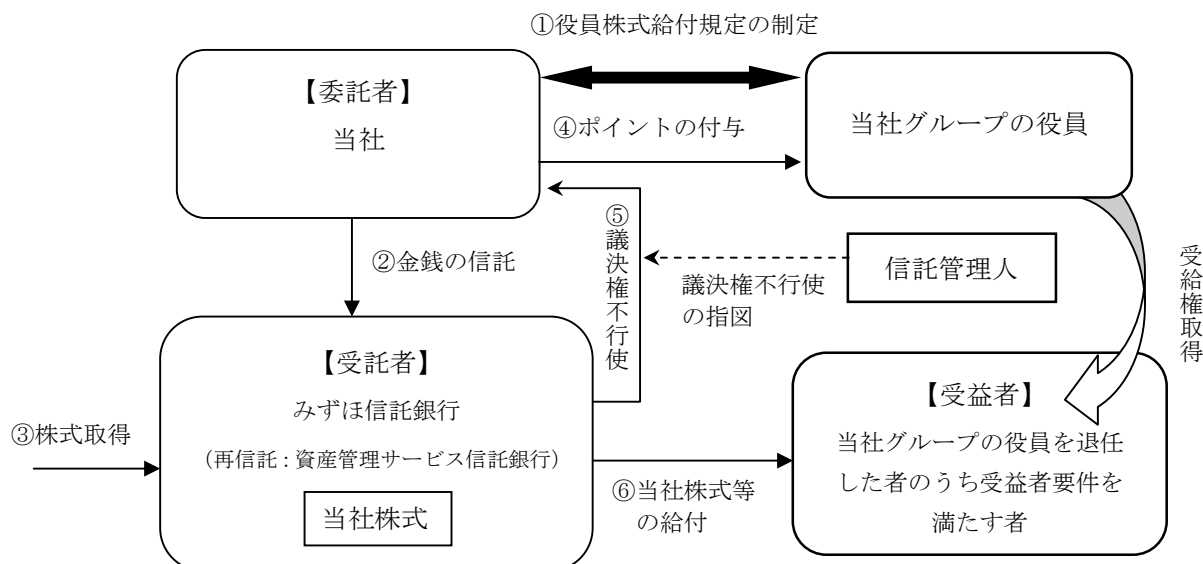 ①役員株式給付規定の制定
【委託者】
当社
④ポイントの付与
当社グループの役員
②金銭の信託
⑤議決権不行使
議決権不行使
の指図
信託管理人
受給権取得
③株式取得
【受託者】
みずほ信託銀行
（再信託：資産管理サービス信託銀行）
当社株式
⑥当社株式等
の給付
【受益者】
当社グループの役員を退任
した者のうち受益者要件を
満たす者